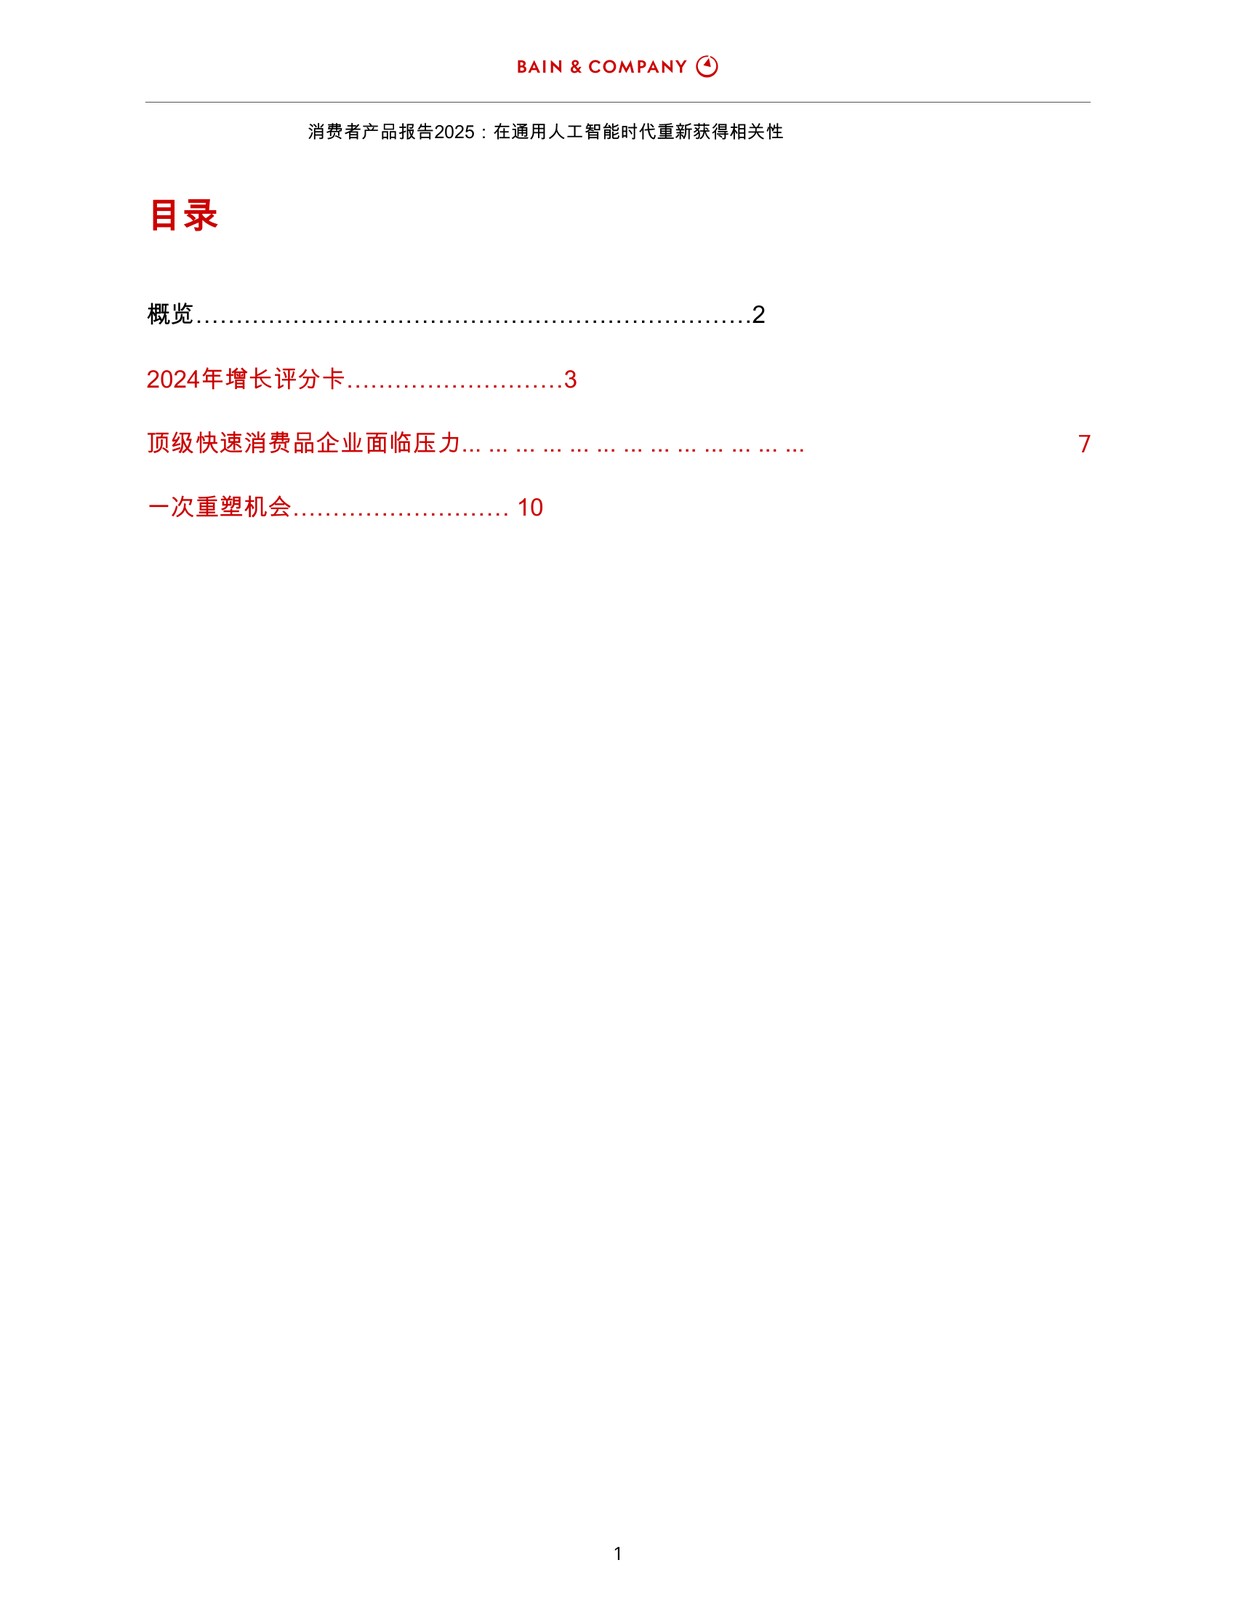 BAIN & COMPANY
消费者产品报告2025：在通用人工智能时代重新获得相关性
目录
概览.....................................................................2
2024年增长评分卡...........................3
顶级快速消费品企业面临压力... ... ... ... ... ... ... ... ... ... ... ... ... 7
一次重塑机会........................... 10
1